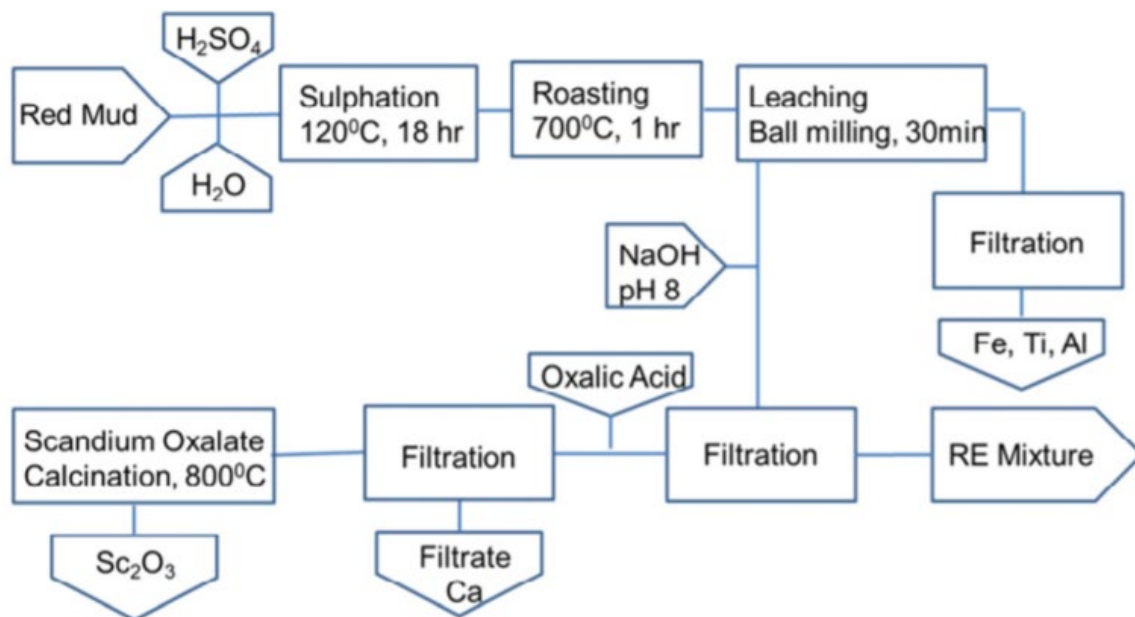 H₂SO₄
Red Mud
H₂O
Sulphation
120⁰C, 18 hr
Roasting
700⁰C, 1 hr
Leaching
Ball milling, 30min
Filtration
Fe, Ti, Al
NaOH
pH 8
Oxalic Acid
Scandium Oxalate
Calcination, 800⁰C
Filtration
Filtration
RE Mixture
Sc₂O₃
Filtrate
Ca